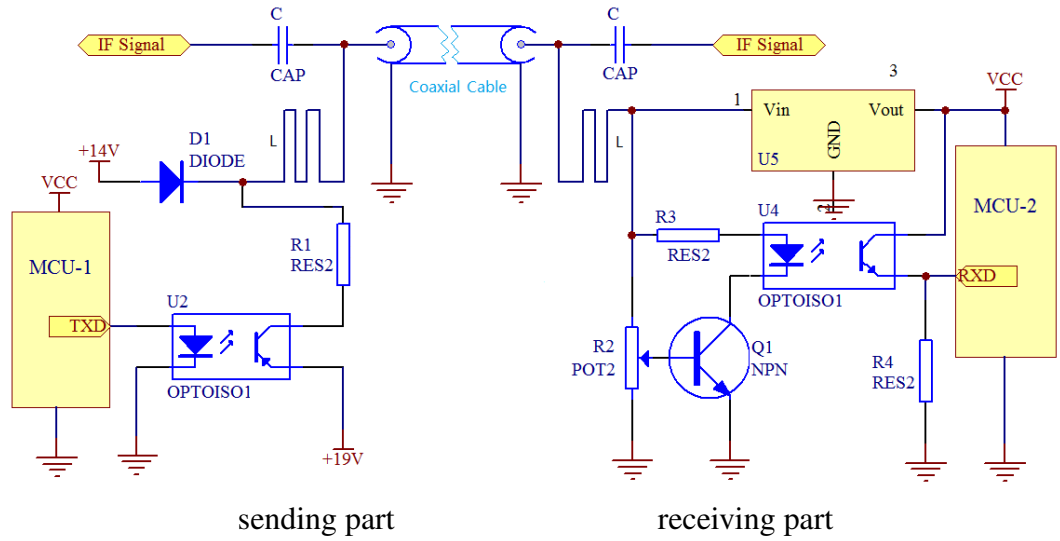 C
IF Signal
CAP
Coaxial Cable
C
IF Signal
CAP
3
VCC
1
Vin
Vout
GND
U5
2
L
D1
DIODE
+14V
VCC
MCU-1
TXD
R1
RES2
U2
OPTOISO1
+19V
L
R3
RES2
U4
OPTOISO1
MCU-2
RXD
R2
POT2
Q1
NPN
R4
RES2
sending part
receiving part